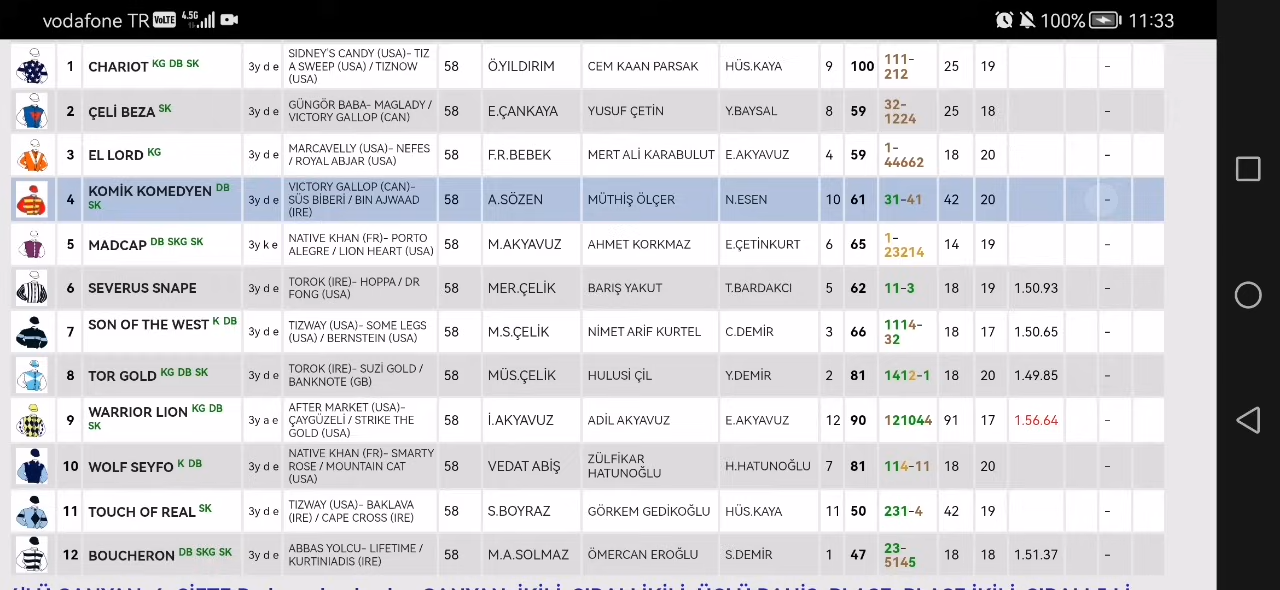 vodafone TR VoLTE 4.5G 100% 11:33
1 CHARIOT KG DB SK 3y d e SIDNEY'S CANDY (USA)- TIZ A SWEEP (USA) / TIZNOW (USA) 58 Ö.YILDIRIM CEM KAAN PARSAK HÜS.KAYA 9 100 111-212 25 19 -
2 ÇELİ BEZA SK 3y d e GÜNGÖR BABA- MAGLADY / VICTORY GALLOP (CAN) 58 E.ÇANKAYA YUSUF ÇETİN Y.BAYSAL 8 59 32-1224 25 18 -
3 EL LORD KG 3y d e MARCAVELLY (USA)- NEFES / ROYAL ABJAR (USA) 58 F.R.BEBEK MERT ALİ KARABULUT E.AKYAVUZ 4 59 1-44662 18 20 -
4 KOMİK KOMEDYEN DB SK 3y d e VICTORY GALLOP (CAN)- SÜS BİBERİ / BIN AJWAAD (IRE) 58 A.SÖZEN MÜTHİŞ ÖLÇER N.ESEN 10 61 31-41 42 20 -
5 MADCAP DB SKG SK 3y k e NATIVE KHAN (FR)- PORTO ALEGRE / LION HEART (USA) 58 M.AKYAVUZ AHMET KORKMAZ E.ÇETİNKURT 6 65 1-23214 14 19 -
6 SEVERUS SNAPE 3y d e TOROK (IRE)- HOPPA / DR FONG (USA) 58 MER.ÇELİK BARIŞ YAKUT T.BARDAKCI 5 62 11-3 18 19 1.50.93 -
7 SON OF THE WEST K DB 3y d e TIZWAY (USA)- SOME LEGS (USA) / BERNSTEIN (USA) 58 M.S.ÇELİK NİMET ARİF KURTEL C.DEMİR 3 66 1114-32 18 17 1.50.65 -
8 TOR GOLD KG DB SK 3y d e TOROK (IRE)- SUZİ GOLD / BANKNOTE (GB) 58 MÜS.ÇELİK HULUSİ ÇİL Y.DEMİR 2 81 1412-1 18 20 1.49.85 -
9 WARRIOR LION KG DB SK 3y a e AFTER MARKET (USA)- ÇAYGÜZELİ / STRIKE THE GOLD (USA) 58 İ.AKYAVUZ ADİL AKYAVUZ E.AKYAVUZ 12 90 121044 91 17 1.56.64 -
10 WOLF SEYFO K DB 3y d e NATIVE KHAN (FR)- SMARTY ROSE / MOUNTAIN CAT (USA) 58 VEDAT ABİŞ ZÜLFİKAR HATUNOĞLU H.HATUNOĞLU 7 81 114-11 18 20 -
11 TOUCH OF REAL SK 3y d e TIZWAY (USA)- BAKLAVA (IRE) / CAPE CROSS (IRE) 58 S.BOYRAZ GÖRKEM GEDİKOĞLU HÜS.KAYA 11 50 231-4 42 19 -
12 BOUCHERON DB SKG SK 3y d e ABBAS YOLCU- LIFETIME / KURTINIADIS (IRE) 58 M.A.SOLMAZ ÖMERCAN EROĞLU S.DEMİR 1 47 23-5145 18 18 1.51.37 -